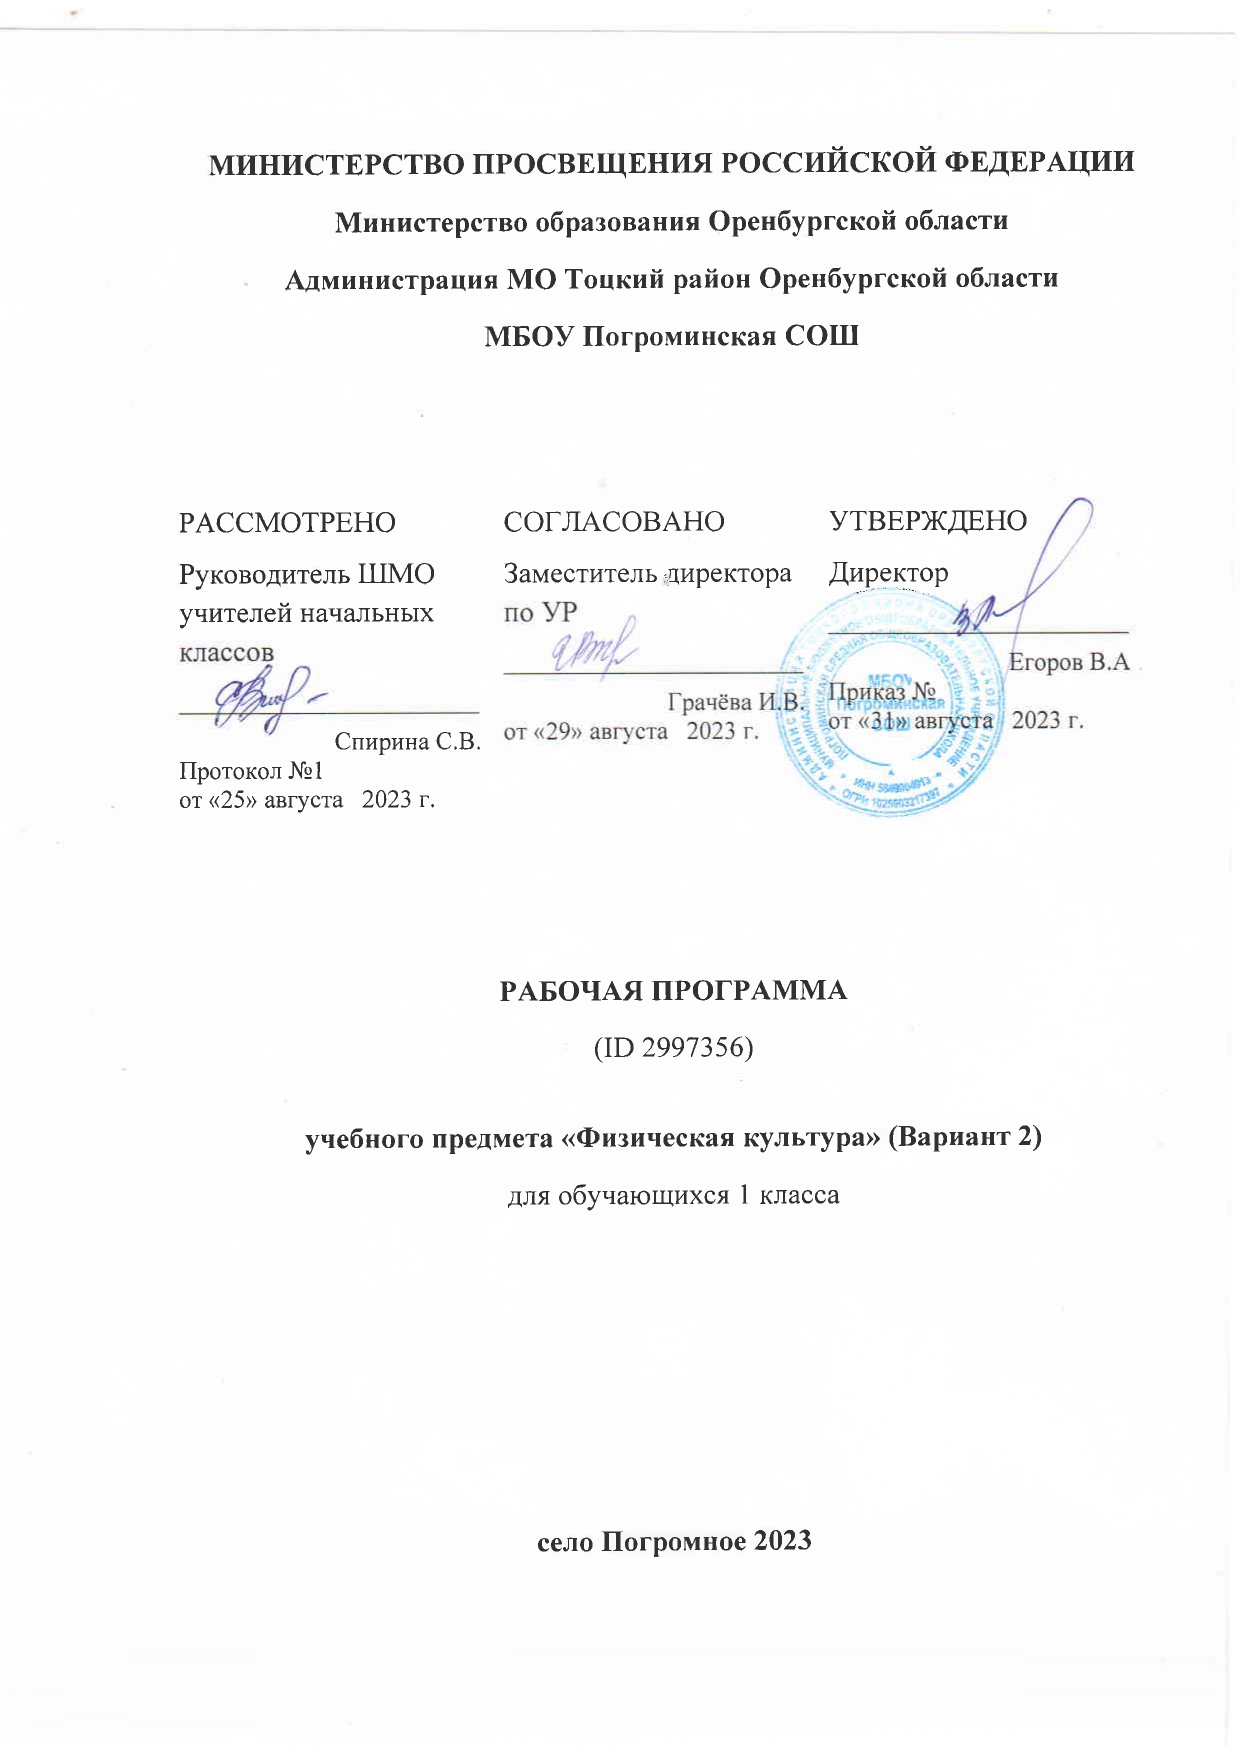 МИНИСТЕРСТВО ПРОСВЕЩЕНИЯ РОССИЙСКОЙ ФЕДЕРАЦИИ
Министерство образования Оренбургской области
Администрация МО Тоцкий район Оренбургской области
МБОУ Погроминская СОШ
РАССМОТРЕНО
Руководитель ШМО
учителей начальных
классов
Спирина С.В.
Протокол №1
от «25» августа 2023 г.
СОГЛАСОВАНО
Заместитель директора
по УР
Грачёва И.В.
от «29» августа 2023 г.
УТВЕРЖДЕНО
Директор
Егоров В.А
Приказ №
от «31» августа 2023 г.
МБОУ
Погроминская
СОШ
РАБОЧАЯ ПРОГРАММА
(ID 2997356)
учебного предмета «Физическая культура» (Вариант 2)
для обучающихся 1 класса
село Погромное 2023